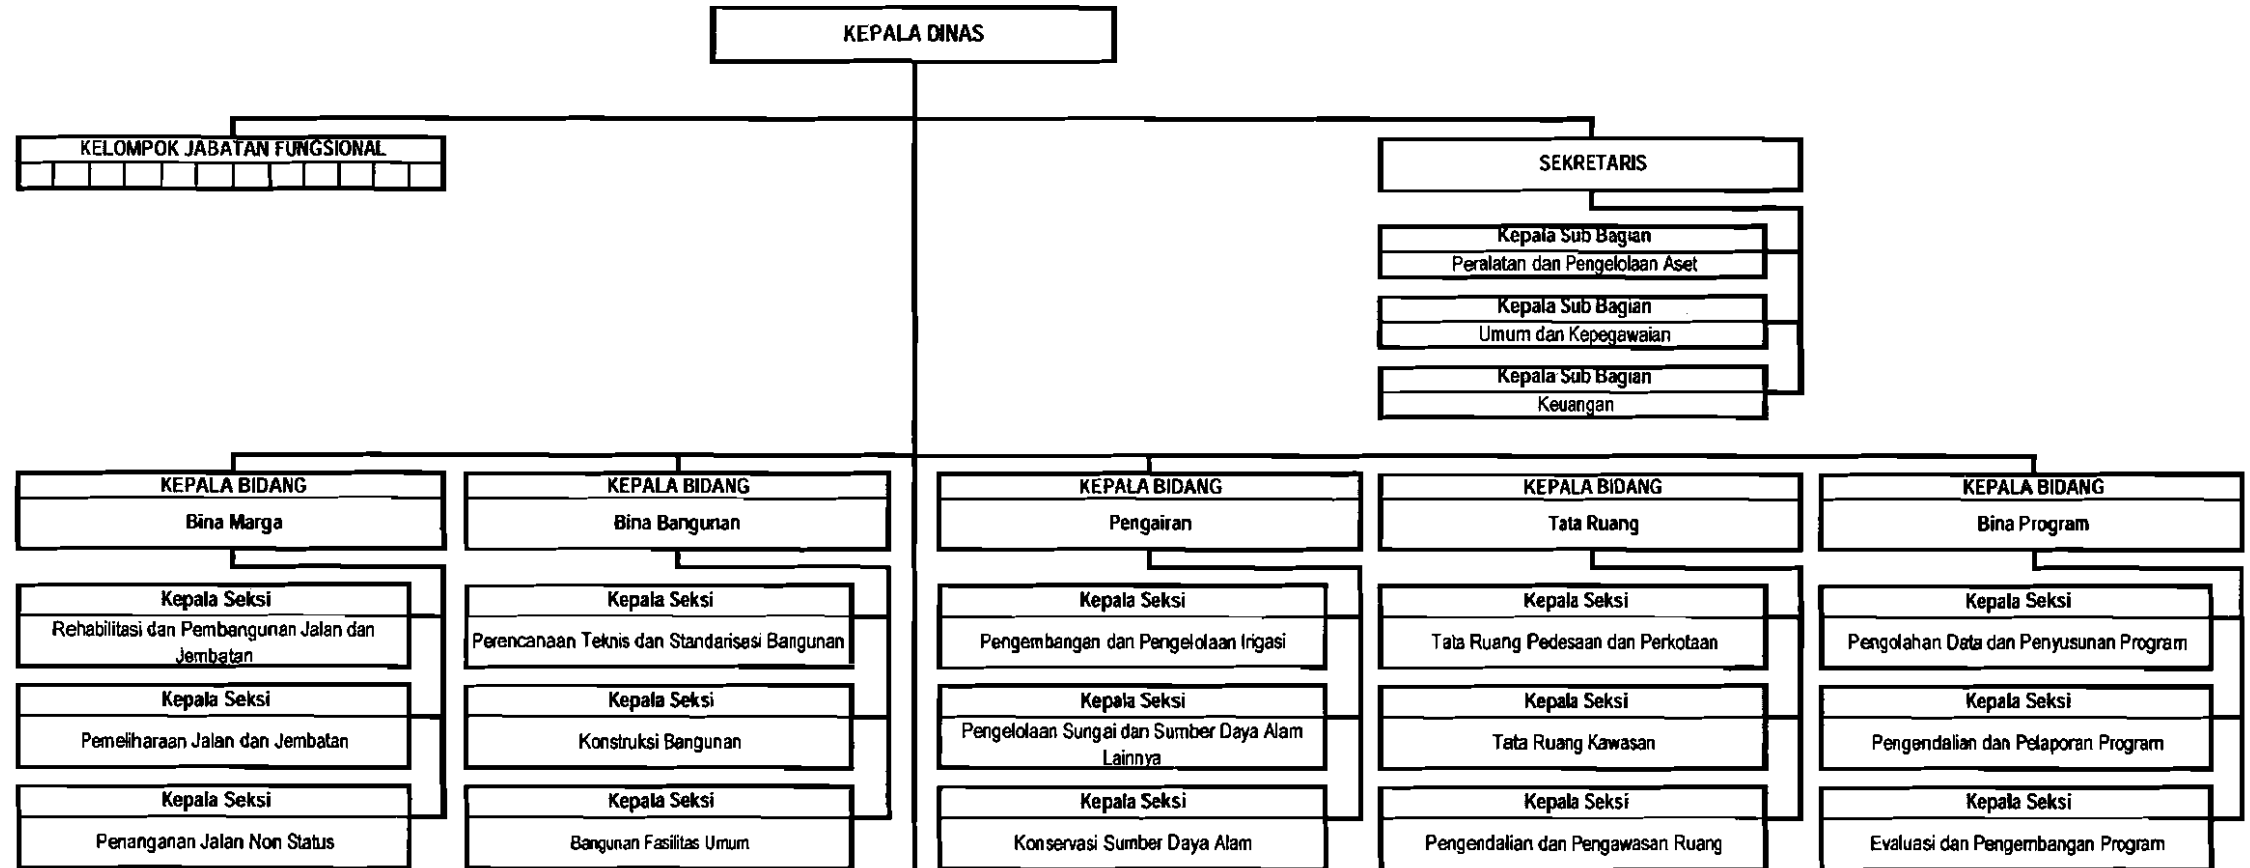 KEPALA DINAS
KELOMPOK JABATAN FUNGSIONAL
SEKRETARIS
Kepala Sub Bagian
Peralatan dan Pengelolaan Aset
Kepala Sub Bagian
Umum dan Kepegawaian
Kepala Sub Bagian
Keuangan
KEPALA BIDANG
Bina Marga
Kepala Seksi
Rehabilitasi dan Pembangunan Jalan dan
Jembatan
Kepala Seksi
Pemeliharaan Jalan dan Jembatan
Kepala Seksi
Penanganan Jalan Non Status
KEPALA BIDANG
Bina Bangunan
Kepala Seksi
Perencanaan Teknis dan Standarisasi Bangunan
Kepala Seksi
Konstruksi Bangunan
Kepala Seksi
Bangunan Fasilitas Umum
KEPALA BIDANG
Pengairan
Kepala Seksi
Pengembangan dan Pengelolaan Irigasi
Kepala Seksi
Pengelolaan Sungai dan Sumber Daya Alam
Lainnya
Kepala Seksi
Konservasi Sumber Daya Alam
KEPALA BIDANG
Tata Ruang
Kepala Seksi
Tata Ruang Pedesaan dan Perkotaan
Kepala Seksi
Tata Ruang Kawasan
Kepala Seksi
Pengendalian dan Pengawasan Ruang
KEPALA BIDANG
Bina Program
Kepala Seksi
Pengolahan Data dan Penyusunan Program
Kepala Seksi
Pengendalian dan Pelaporan Program
Kepala Seksi
Evaluasi dan Pengembangan Program